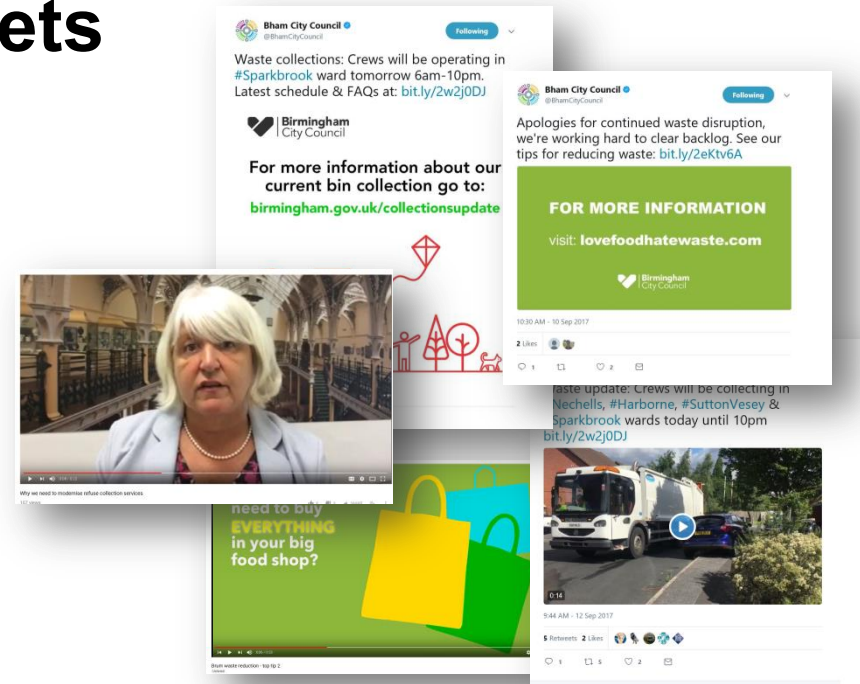 ets
Bham City Council
@BhamCityCouncil
Following
Waste collections: Crews will be operating in
#Sparkbrook ward tomorrow 6am-10pm.
Latest schedule & FAQs at: bit.ly/2w2j0DJ
Birmingham
City Council
For more information about our
current bin collection go to:
birmingham.gov.uk/collectionsupdate
Bham City Council
@BhamCityCouncil
Following
Apologies for continued waste disruption,
we're working hard to clear backlog. See our
tips for reducing waste: bit.ly/2eKtv6A
FOR MORE INFORMATION
visit: lovefoodhatewaste.com
Birmingham
City Council
10:30 AM - 10 Sep 2017
2 Likes
1
2
Why we need to modernise refuse collection services
need to buy
EVERYTHING
in your big
food shop?
Brum waste reduction - top tip 2
aste update: Crews will be collecting in
Nechells, #Harborne, #SuttonVesey &
Sparkbrook wards today until 10pm
bit.ly/2w2j0DJ
0:14
9:44 AM - 12 Sep 2017
5 Retweets 2 Likes
1
5
2